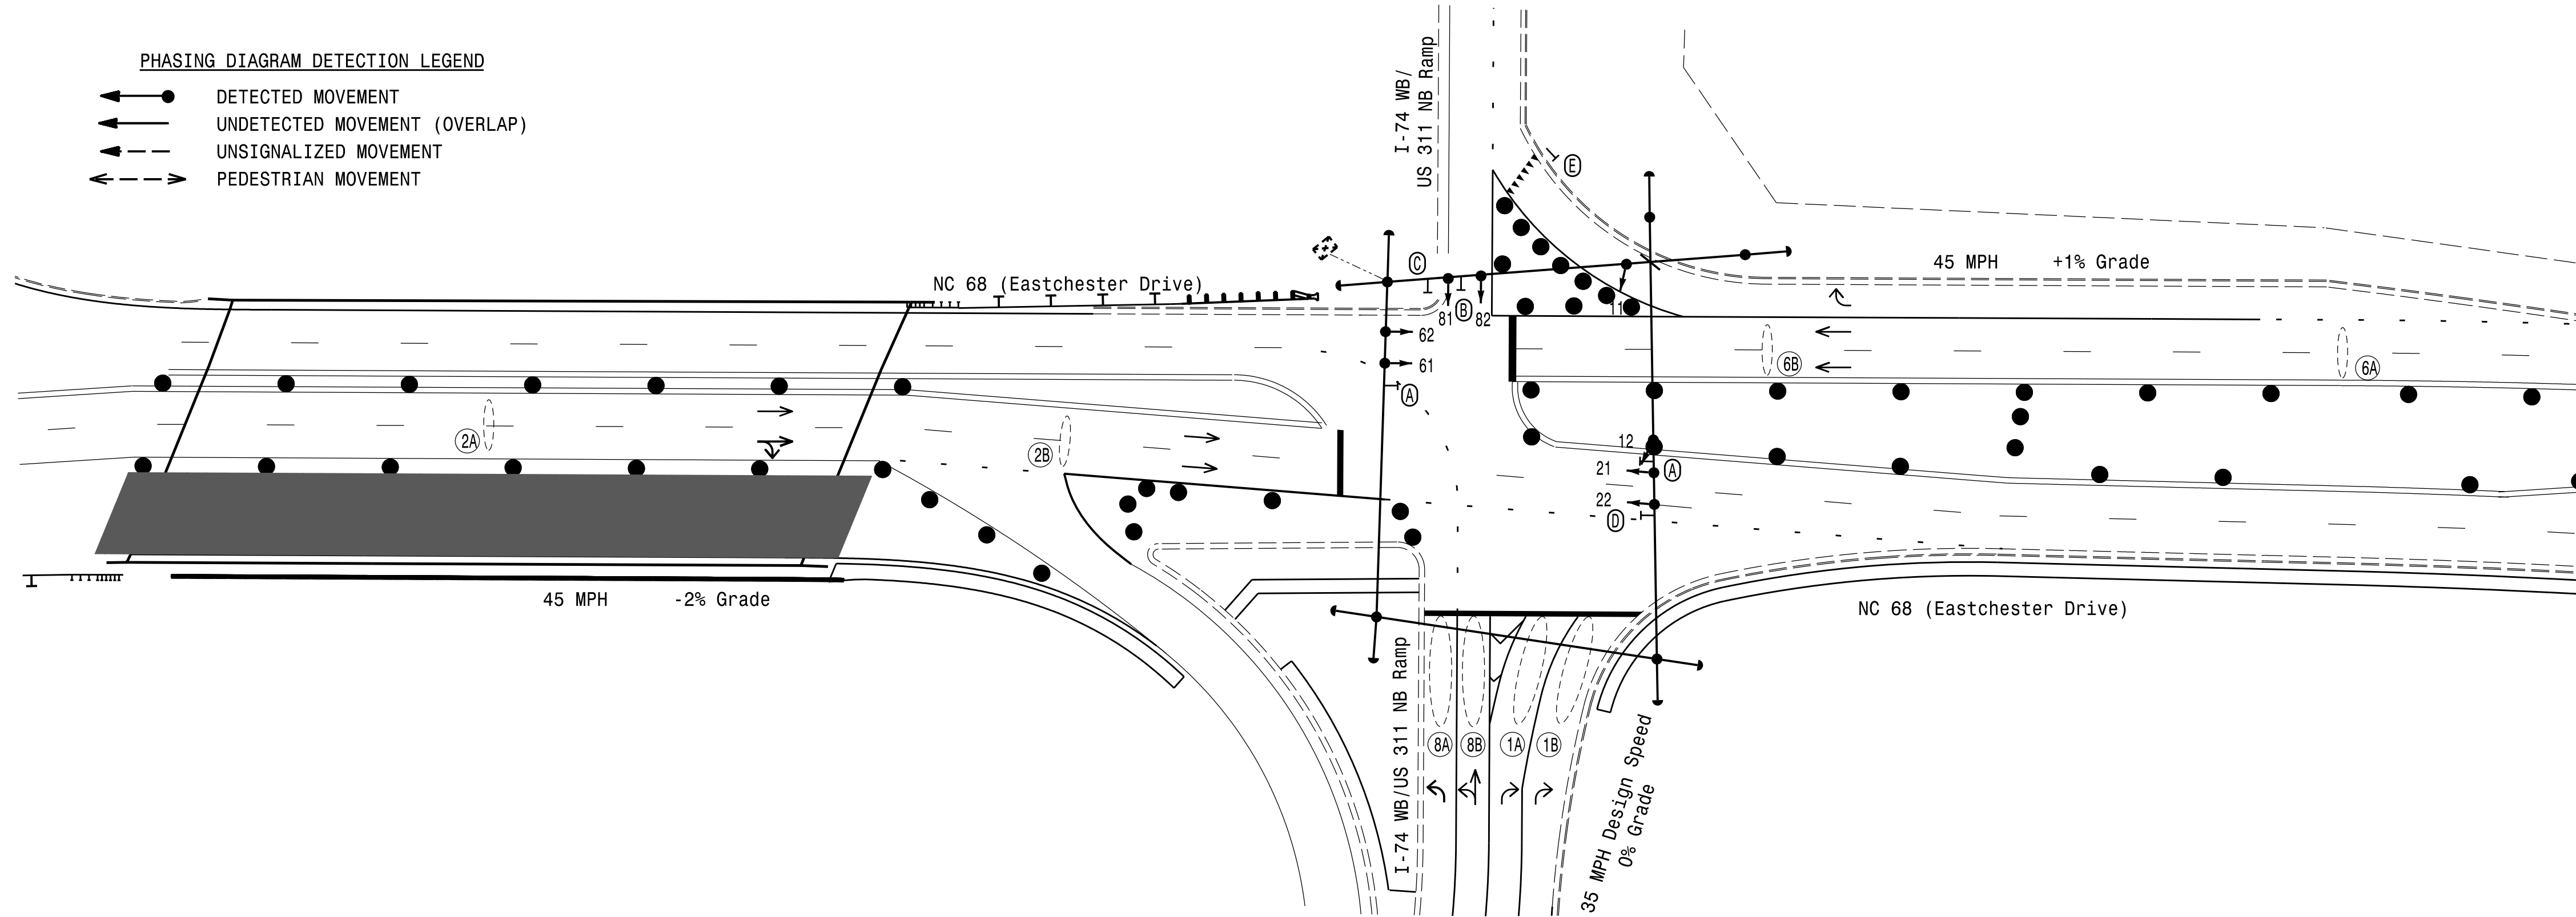 PHASING DIAGRAM DETECTION LEGEND
DETECTED MOVEMENT
UNDETECTED MOVEMENT (OVERLAP)
UNSIGNALIZED MOVEMENT
PEDESTRIAN MOVEMENT
I-74 WB/
US 311 NB Ramp
E
C
NC 68 (Eastchester Drive)
45 MPH +1% Grade
11
81
B
82
62
61
A
6B
6A
2A
2B
12
21
A
22
D
45 MPH -2% Grade
NC 68 (Eastchester Drive)
I-74 WB/US 311 NB Ramp
8A
8B
1A
1B
35 MPH Design Speed
0% Grade